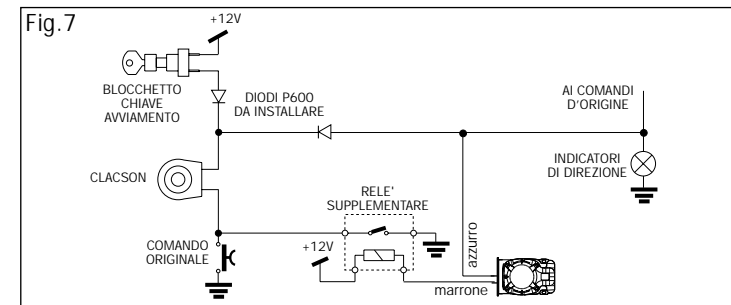 Fig.7
+12V
BLOCCHETTO
CHIAVE
AVVIAMENTO
DIODI P600
DA INSTALLARE
AI COMANDI
D'ORIGINE
CLACSON
INDICATORI
DI DIREZIONE
RELE'
SUPPLEMENTARE
COMANDO
ORIGINALE
+12V
azzurro
marrone